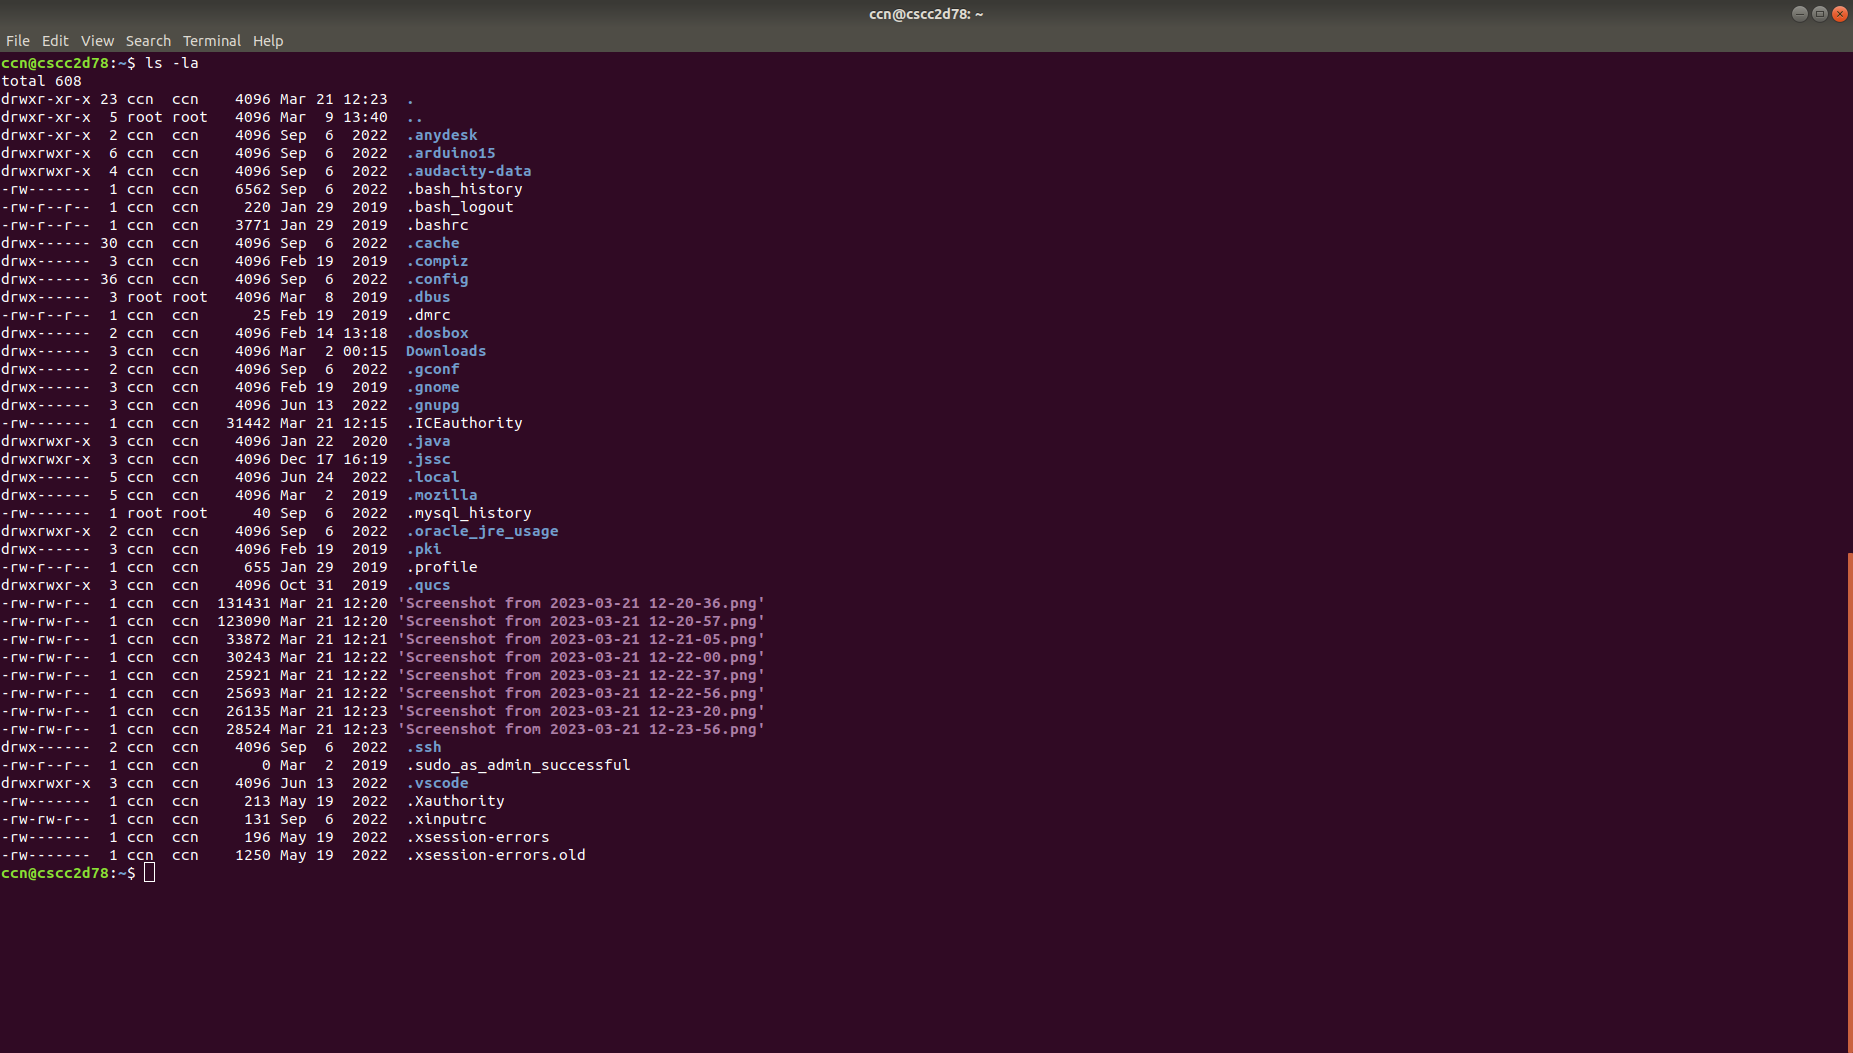 ccn@cscc2d78: ~
File Edit View Search Terminal Help
ccn@cscc2d78:~$ ls -la
total 608
drwxr-xr-x 23 ccn  ccn    4096 Mar 21 12:23  .
drwxr-xr-x  5 root root   4096 Mar  9 13:40  ..
drwxr-xr-x  2 ccn  ccn    4096 Sep  6  2022  .anydesk
drwxrwxr-x  6 ccn  ccn    4096 Sep  6  2022  .arduino15
drwxrwxr-x  4 ccn  ccn    4096 Sep  6  2022  .audacity-data
-rw-------  1 ccn  ccn    6562 Sep  6  2022  .bash_history
-rw-r--r--  1 ccn  ccn     220 Jan 29  2019  .bash_logout
-rw-r--r--  1 ccn  ccn    3771 Jan 29  2019  .bashrc
drwx------ 30 ccn  ccn    4096 Sep  6  2022  .cache
drwx------  3 ccn  ccn    4096 Feb 19  2019  .compiz
drwx------ 36 ccn  ccn    4096 Sep  6  2022  .config
drwx------  3 root root   4096 Mar  8  2019  .dbus
-rw-r--r--  1 ccn  ccn      25 Feb 19  2019  .dmrc
drwx------  2 ccn  ccn    4096 Feb 14 13:18  .dosbox
drwx------  3 ccn  ccn    4096 Mar  2 00:15  Downloads
drwx------  2 ccn  ccn    4096 Sep  6  2022  .gconf
drwx------  3 ccn  ccn    4096 Feb 19  2019  .gnome
drwx------  3 ccn  ccn    4096 Jun 13  2022  .gnupg
-rw-------  1 ccn  ccn   31442 Mar 21 12:15  .ICEauthority
drwxrwxr-x  3 ccn  ccn    4096 Jan 22  2020  .java
drwxrwxr-x  3 ccn  ccn    4096 Dec 17 16:19  .jssc
drwx------  5 ccn  ccn    4096 Jun 24  2022  .local
drwx------  5 ccn  ccn    4096 Mar  2  2019  .mozilla
-rw-------  1 root root     40 Sep  6  2022  .mysql_history
drwxrwxr-x  2 ccn  ccn    4096 Sep  6  2022  .oracle_jre_usage
drwx------  3 ccn  ccn    4096 Feb 19  2019  .pki
-rw-r--r--  1 ccn  ccn     655 Jan 29  2019  .profile
drwxrwxr-x  3 ccn  ccn    4096 Oct 31  2019  .qucs
-rw-rw-r--  1 ccn  ccn  131431 Mar 21 12:20 'Screenshot from 2023-03-21 12-20-36.png'
-rw-rw-r--  1 ccn  ccn  123090 Mar 21 12:20 'Screenshot from 2023-03-21 12-20-57.png'
-rw-rw-r--  1 ccn  ccn   33872 Mar 21 12:21 'Screenshot from 2023-03-21 12-21-05.png'
-rw-rw-r--  1 ccn  ccn   30243 Mar 21 12:22 'Screenshot from 2023-03-21 12-22-00.png'
-rw-rw-r--  1 ccn  ccn   25921 Mar 21 12:22 'Screenshot from 2023-03-21 12-22-37.png'
-rw-rw-r--  1 ccn  ccn   25693 Mar 21 12:22 'Screenshot from 2023-03-21 12-22-56.png'
-rw-rw-r--  1 ccn  ccn   26135 Mar 21 12:23 'Screenshot from 2023-03-21 12-23-20.png'
-rw-rw-r--  1 ccn  ccn   28524 Mar 21 12:23 'Screenshot from 2023-03-21 12-23-56.png'
drwx------  2 ccn  ccn    4096 Sep  6  2022  .ssh
-rw-r--r--  1 ccn  ccn       0 Mar  2  2019  .sudo_as_admin_successful
drwxrwxr-x  3 ccn  ccn    4096 Jun 13  2022  .vscode
-rw-------  1 ccn  ccn     213 May 19  2022  .Xauthority
-rw-rw-r--  1 ccn  ccn     131 Sep  6  2022  .xinputrc
-rw-------  1 ccn  ccn     196 May 19  2022  .xsession-errors
-rw-------  1 ccn  ccn    1250 May 19  2022  .xsession-errors.old
ccn@cscc2d78:~$